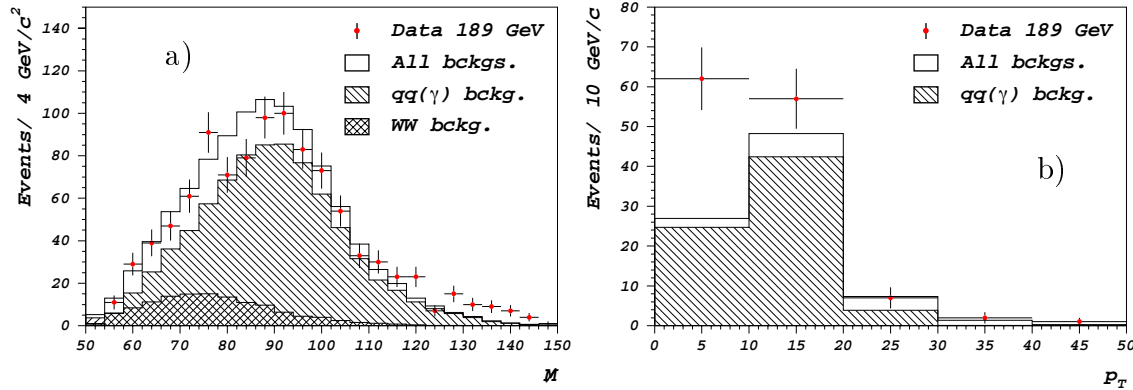 Events/ 4 GeV/c²
150
140
120
100
80
60
40
20
0
50 60 70 80 90 100 110 120 130 140 150
M̸
a)
Data 189 GeV
All bckgs.
qq(γ) bckg.
WW bckg.
Events/ 10 GeV/c
80
70
60
50
40
30
20
10
0
0 5 10 15 20 25 30 35 40 45 50
p_T
b)
Data 189 GeV
All bckgs.
qq(γ) bckg.